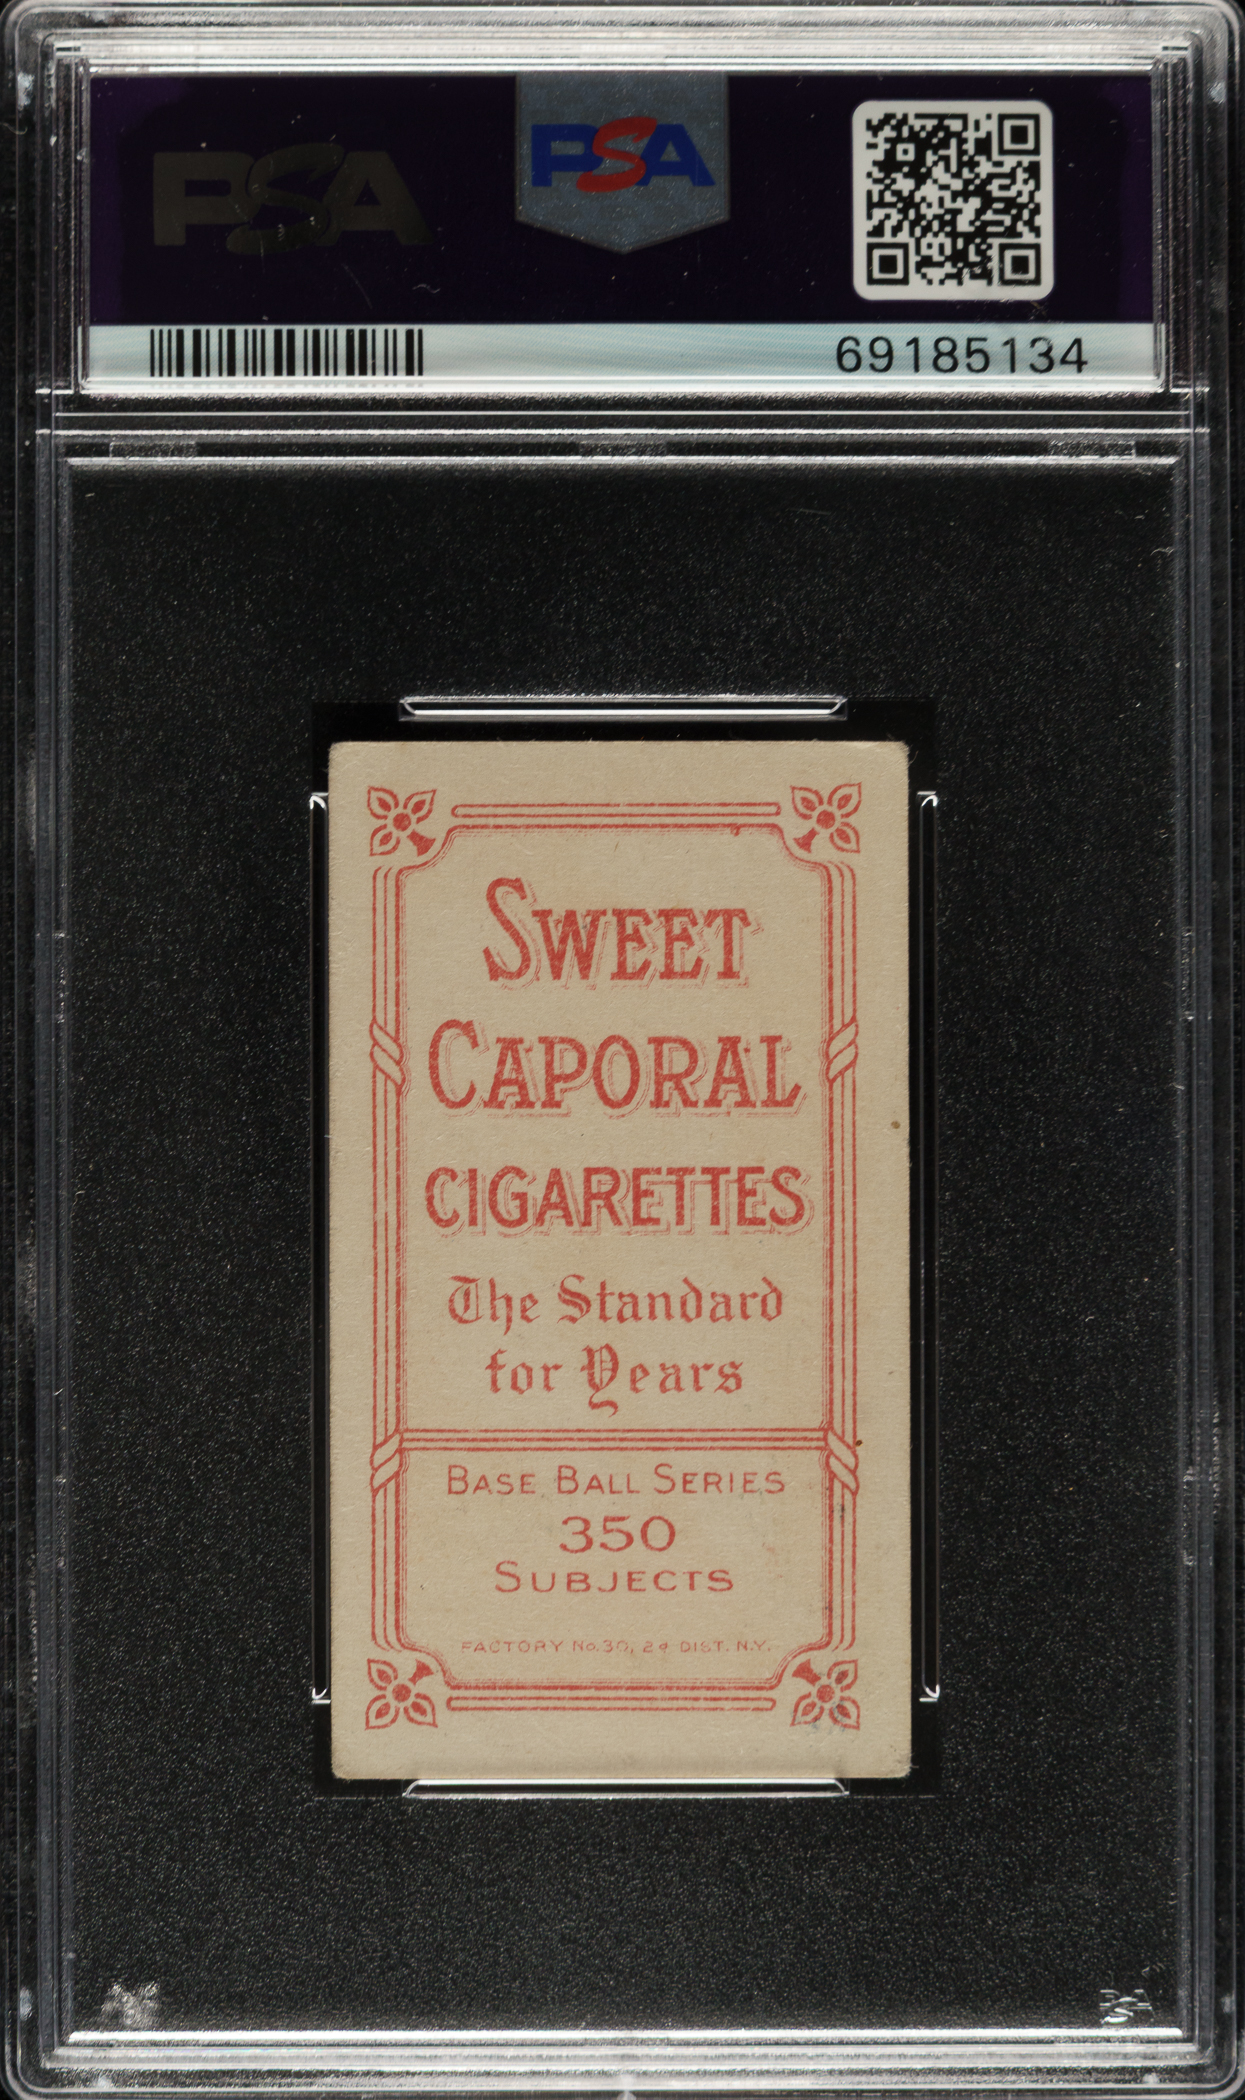 PSA
PSA
69185134
SWEET
CAPORAL
CIGARETTES
The Standard
for Years
BASE BALL SERIES
350
SUBJECTS
FACTORY No. 30, 2d DIST. N.Y.
PSA